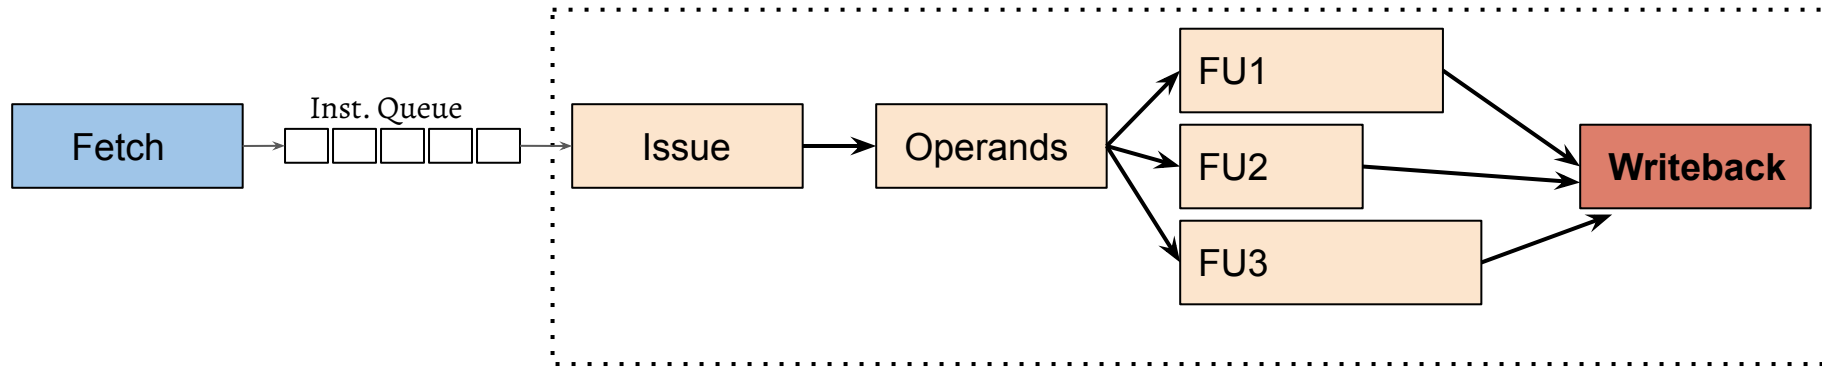 Fetch
Inst. Queue
Issue
Operands
FU1
FU2
FU3
Writeback